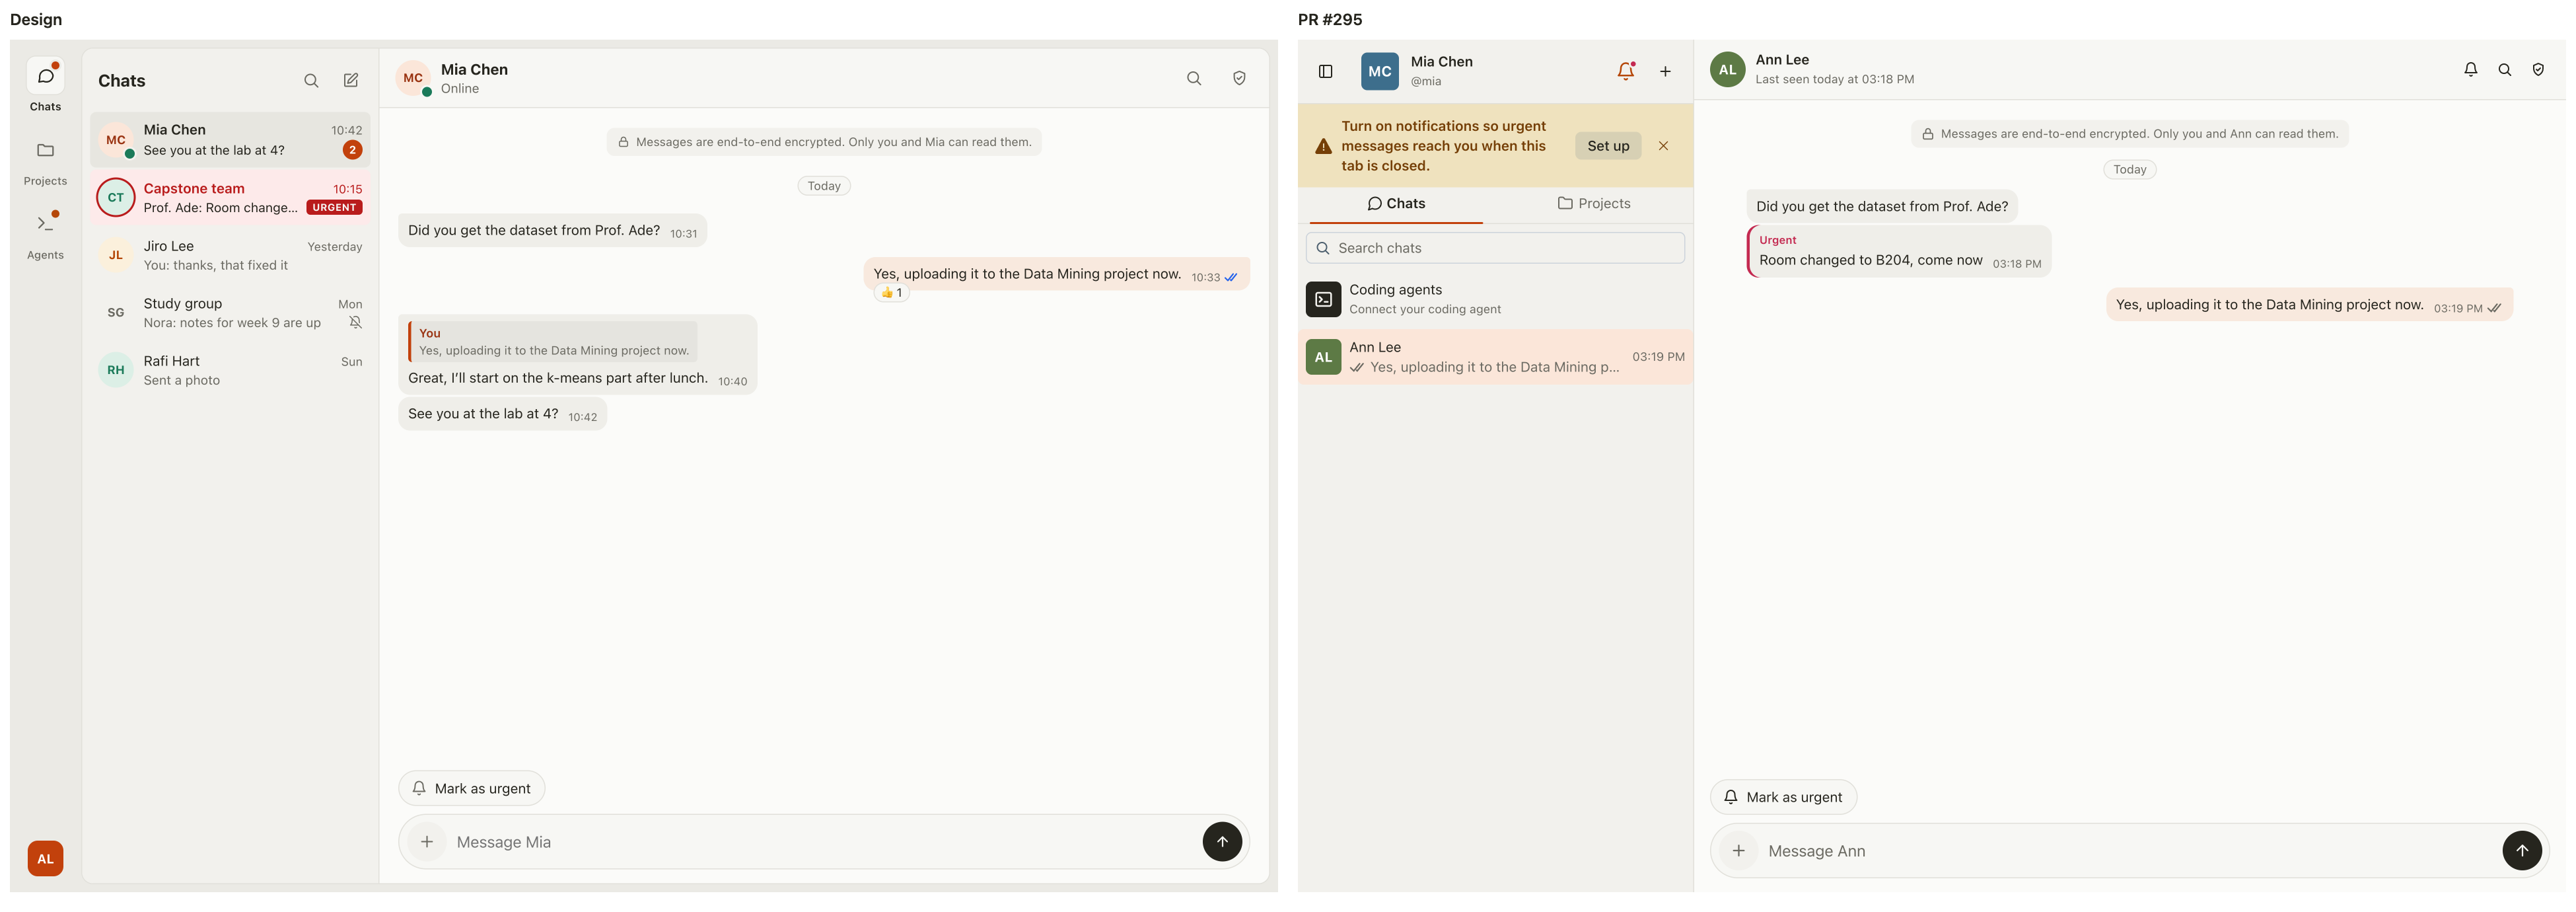 Design
Chats
Projects
Agents
AL
Chats
MC
Mia Chen
10:42
See you at the lab at 4?
2
CT
Capstone team
10:15
Prof. Ade: Room change...
URGENT
JL
Jiro Lee
Yesterday
You: thanks, that fixed it
SG
Study group
Mon
Nora: notes for week 9 are up
RH
Rafi Hart
Sun
Sent a photo
MC
Mia Chen
Online
Messages are end-to-end encrypted. Only you and Mia can read them.
Today
Did you get the dataset from Prof. Ade? 10:31
Yes, uploading it to the Data Mining project now. 10:33
👍 1
You
Yes, uploading it to the Data Mining project now.
Great, I’ll start on the k-means part after lunch. 10:40
See you at the lab at 4? 10:42
Mark as urgent
Message Mia
PR #295
MC
Mia Chen
@mia
Turn on notifications so urgent
messages reach you when this
tab is closed.
Set up
Chats
Projects
Search chats
Coding agents
Connect your coding agent
AL
Ann Lee
Yes, uploading it to the Data Mining p...
03:19 PM
AL
Ann Lee
Last seen today at 03:18 PM
Messages are end-to-end encrypted. Only you and Ann can read them.
Today
Did you get the dataset from Prof. Ade?
Urgent
Room changed to B204, come now 03:18 PM
Yes, uploading it to the Data Mining project now. 03:19 PM
Mark as urgent
Message Ann